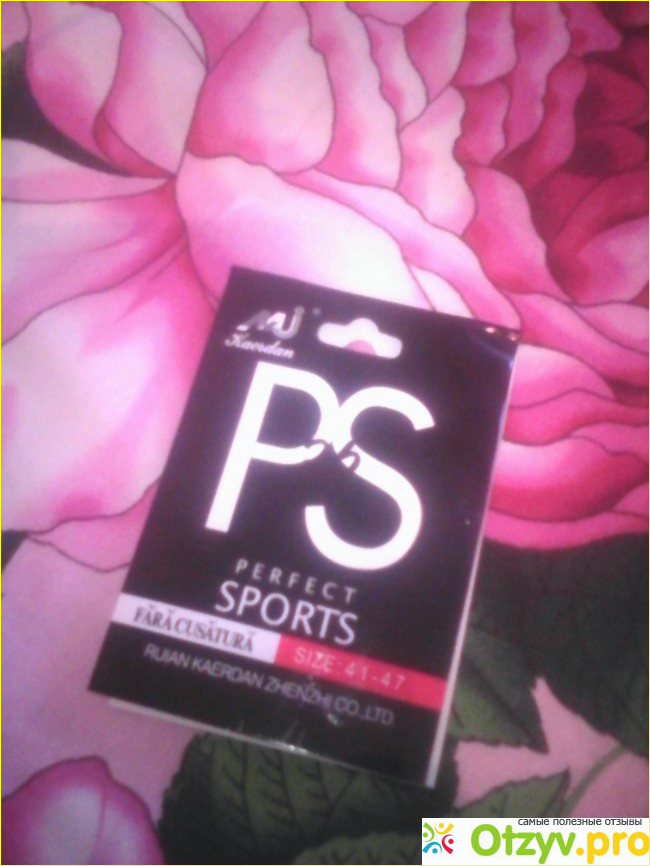 Kaerdan
PS
PERFECT
SPORTS
FĂRĂ CUSĂTURĂ
SIZE: 41-47
RUIAN KAERDAN ZHENZHI CO.,LTD.
самые полезные отзывы
Otzyv.pro